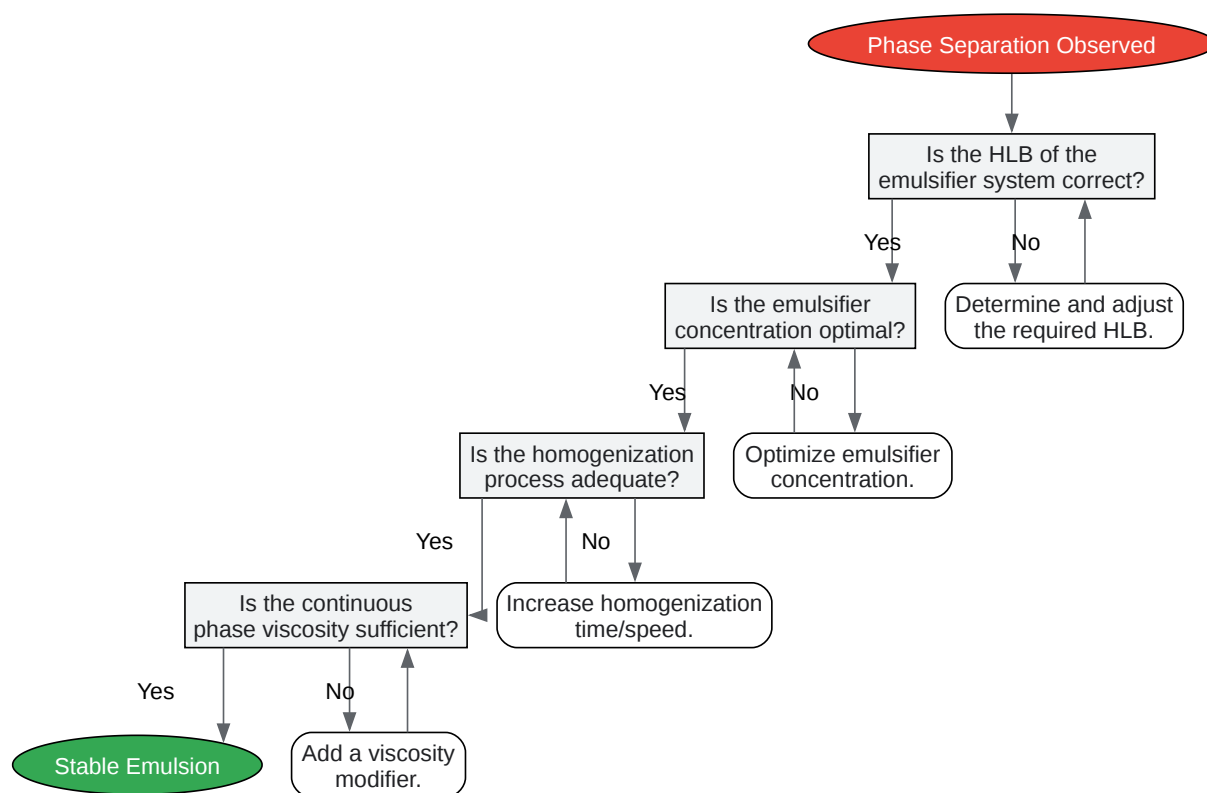 Phase Separation Observed
Is the HLB of the
emulsifier system correct?
Yes
No
Is the emulsifier
concentration optimal?
Determine and adjust
the required HLB.
Yes
No
Is the homogenization
process adequate?
Optimize emulsifier
concentration.
Yes
No
Is the continuous
phase viscosity sufficient?
Increase homogenization
time/speed.
Yes
No
Stable Emulsion
Add a viscosity
modifier.